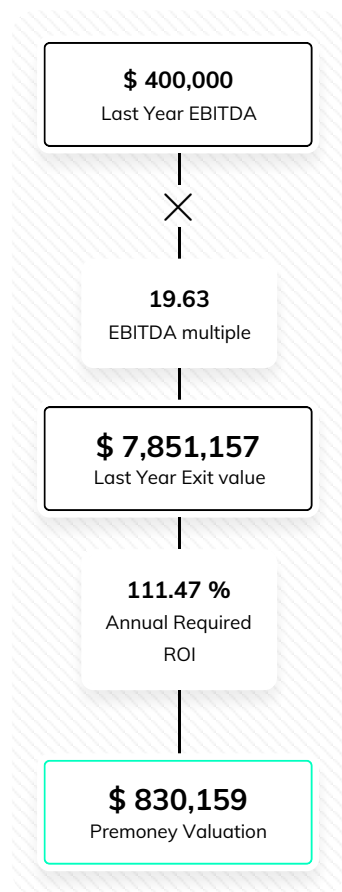 $ 400,000
Last Year EBITDA
19.63
EBITDA multiple
$ 7,851,157
Last Year Exit value
111.47 %
Annual Required
ROI
$ 830,159
Premoney Valuation